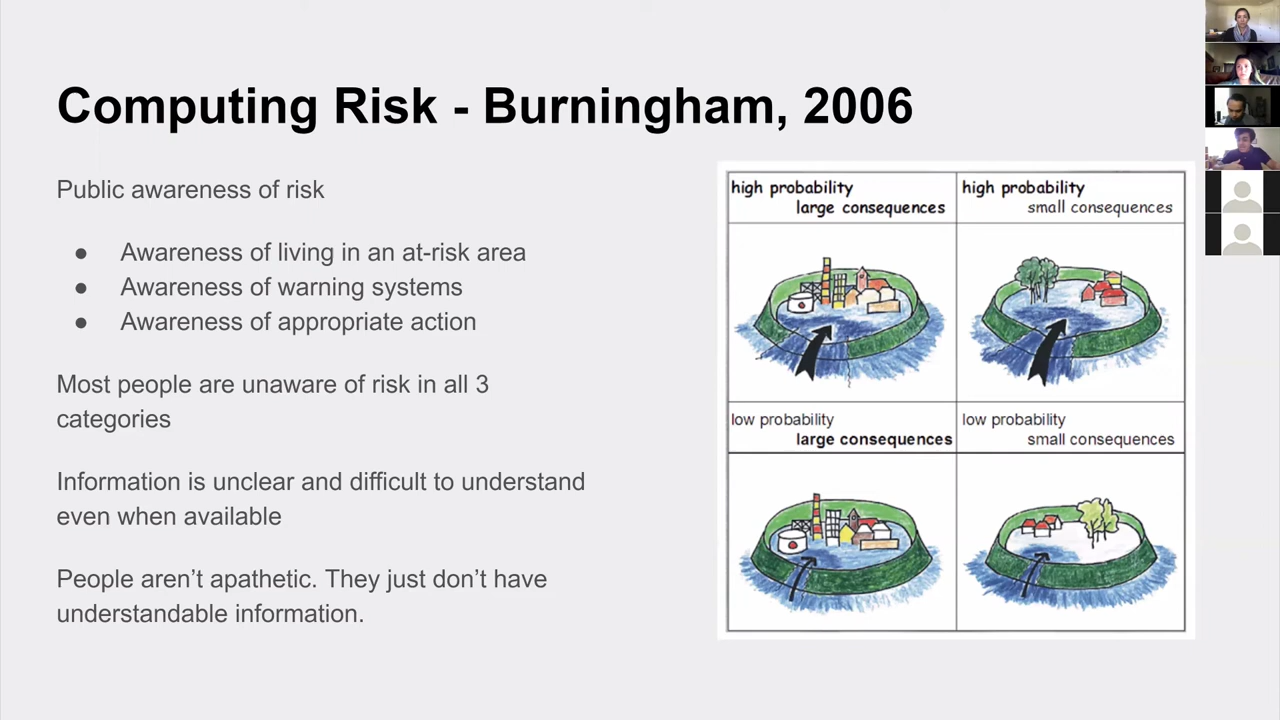 Computing Risk - Burningham, 2006
Public awareness of risk
● Awareness of living in an at-risk area
● Awareness of warning systems
● Awareness of appropriate action
Most people are unaware of risk in all 3
categories
Information is unclear and difficult to understand
even when available
People aren’t apathetic. They just don’t have
understandable information.
high probability
large consequences
high probability
small consequences
low probability
large consequences
low probability
small consequences